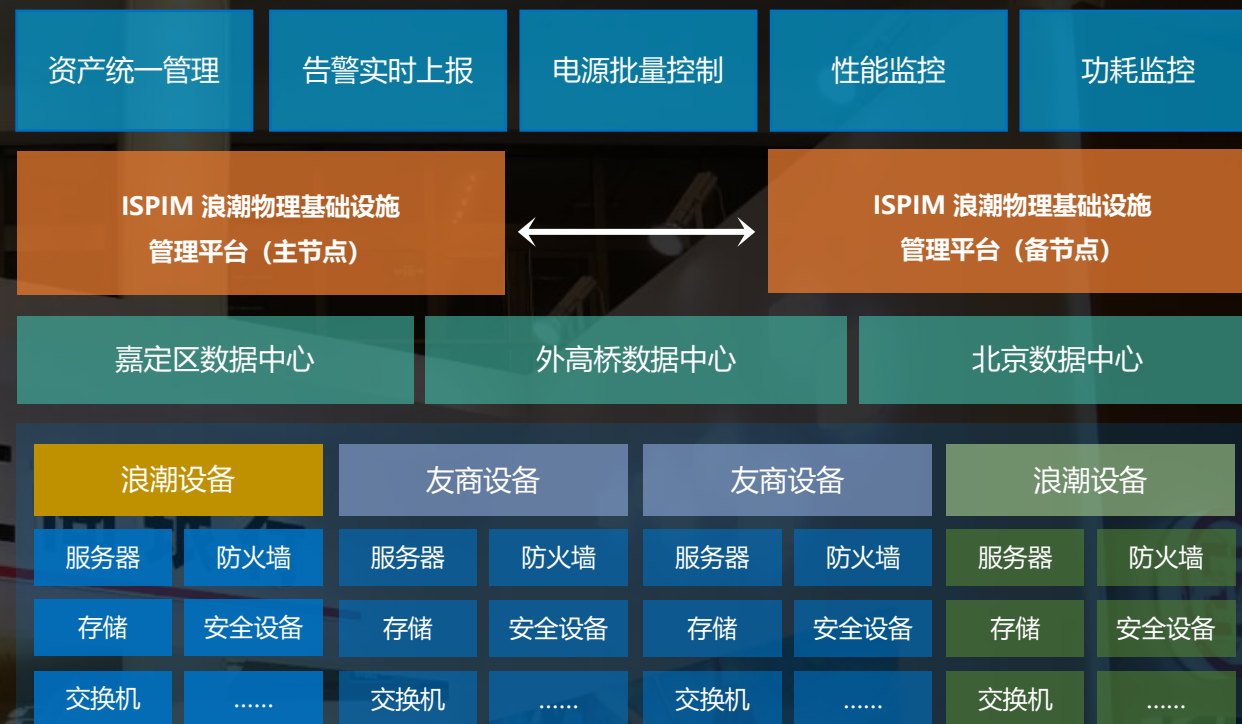 资产统一管理
告警实时上报
电源批量控制
性能监控
功耗监控
ISPIM 浪潮物理基础设施
管理平台（主节点）
ISPIM 浪潮物理基础设施
管理平台（备节点）
嘉定区数据中心
外高桥数据中心
北京数据中心
浪潮设备
友商设备
友商设备
浪潮设备
服务器
防火墙
服务器
防火墙
服务器
防火墙
服务器
防火墙
存储
安全设备
存储
安全设备
存储
安全设备
存储
安全设备
交换机
......
交换机
......
交换机
......
交换机
......